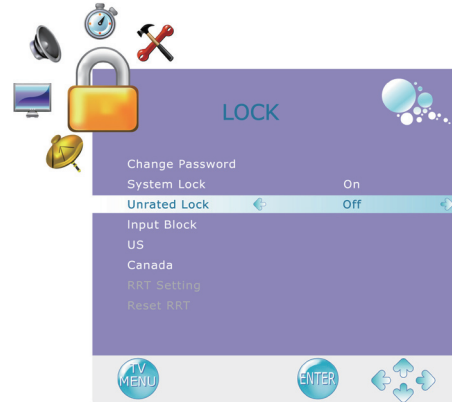 LOCK
Change Password
System Lock On
Unrated Lock Off
Input Block
US
Canada
RRT Setting
Reset RRT
TV
MENU
ENTER